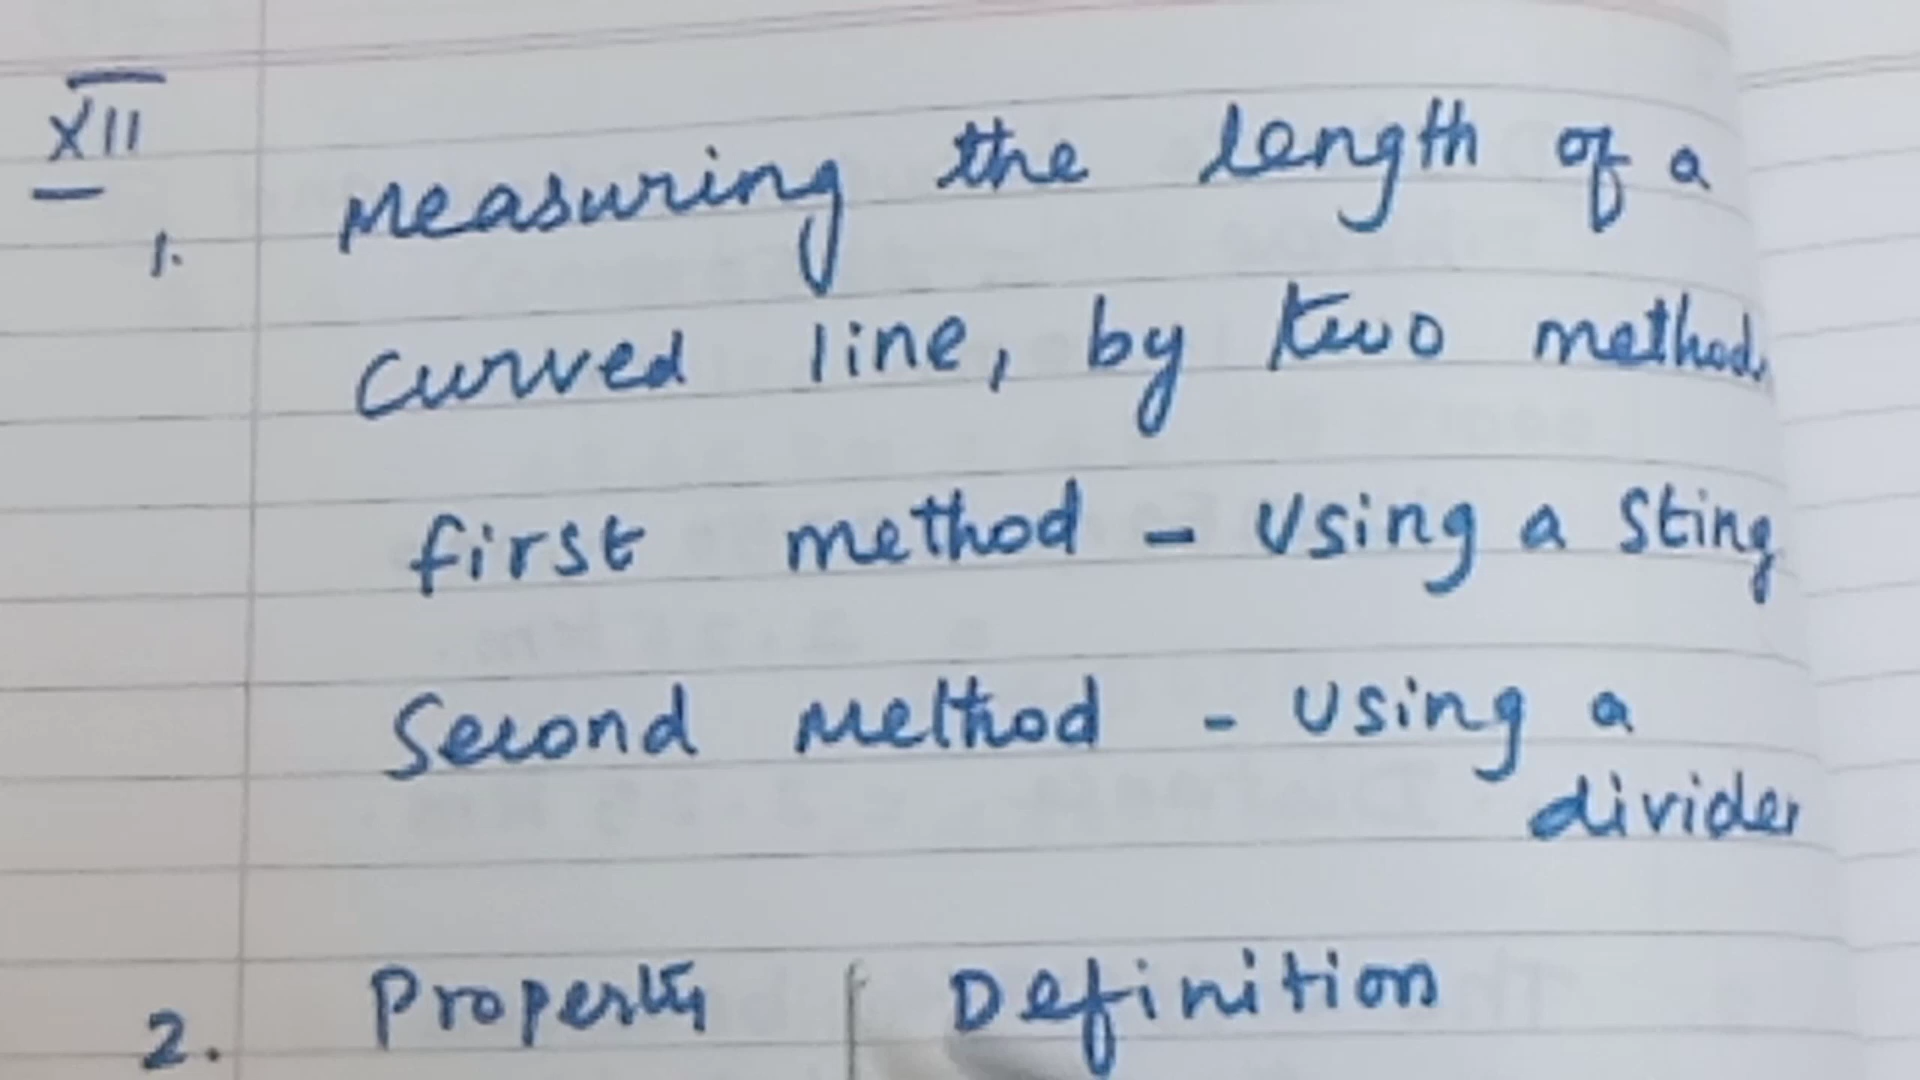 XII
1. Measuring the length of a
curved line, by two method,
first method - Using a Sting
Second Method - Using a
divider
2. Property | Definition